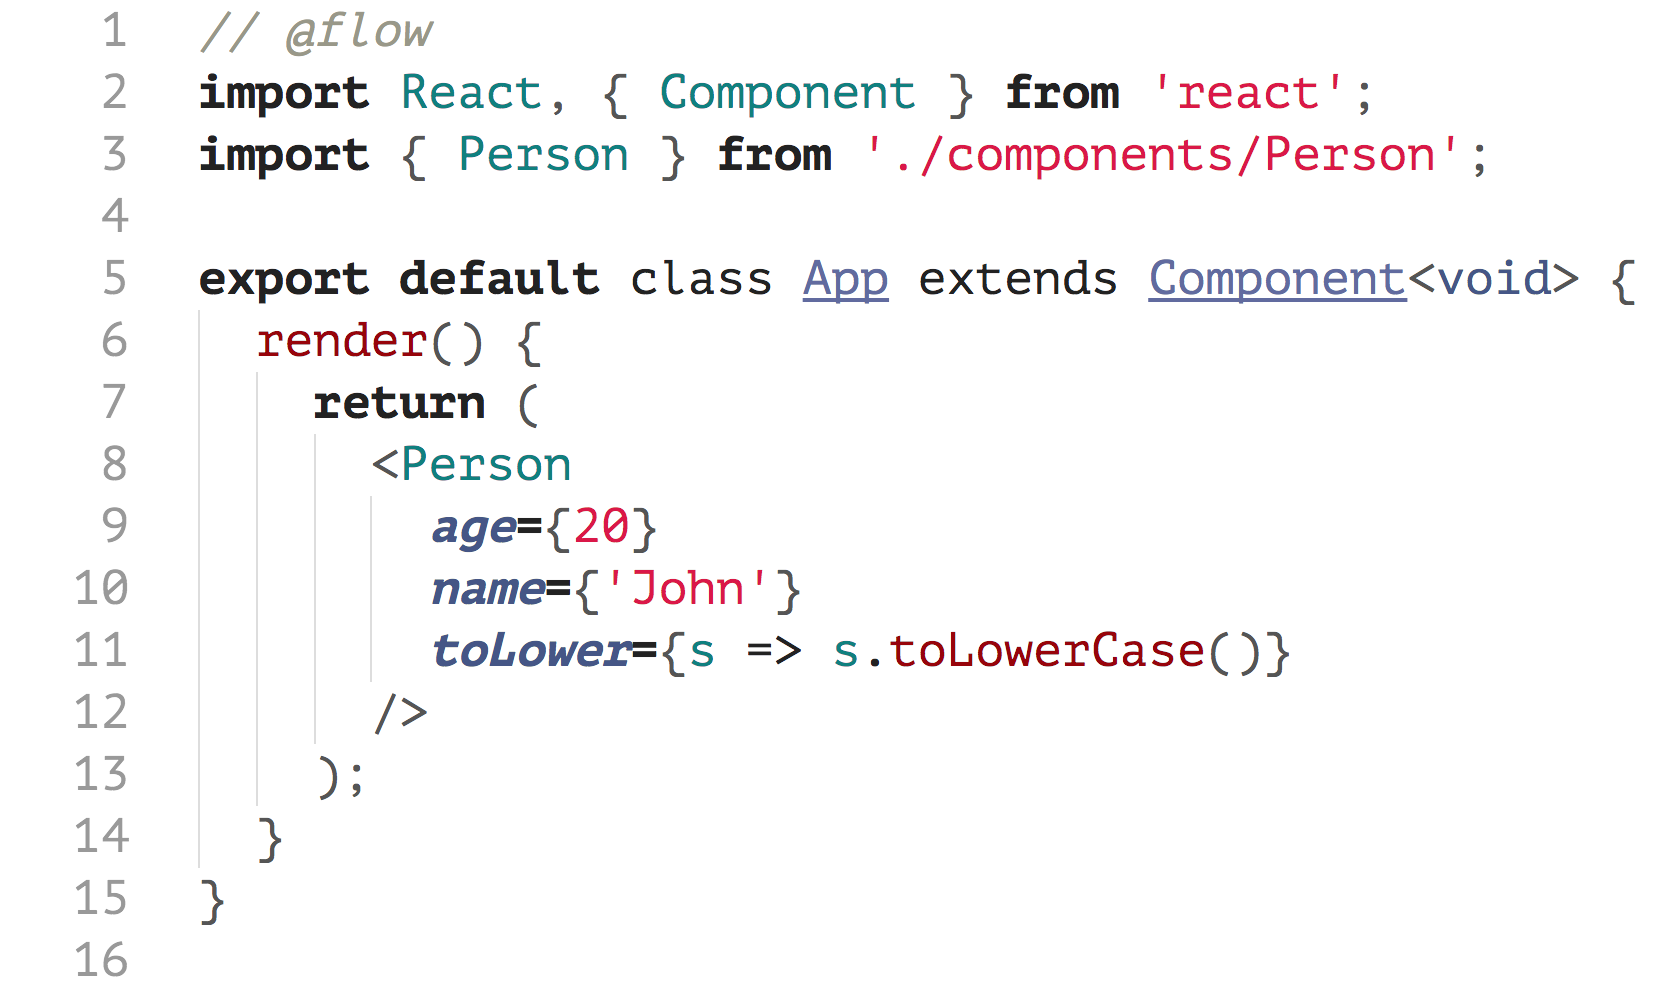 1 // @flow
2 import React, { Component } from 'react';
3 import { Person } from './components/Person';
4
5 export default class App extends Component<void> {
6   render() {
7     return (
8       <Person
9         age={20}
10         name={'John'}
11         toLower={s => s.toLowerCase()}
12       />
13     );
14   }
15 }
16